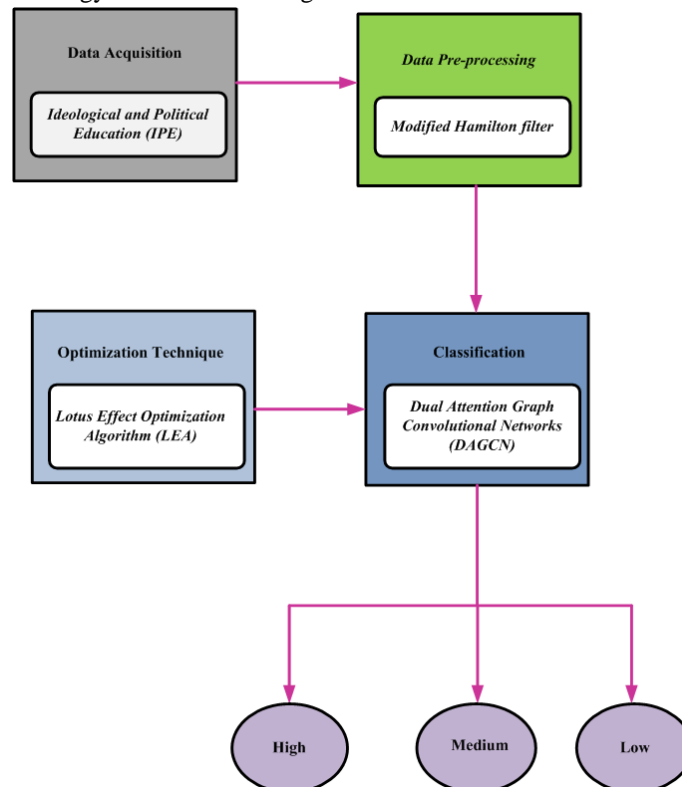 Data Acquisition
Ideological and Political
Education (IPE)
Data Pre-processing
Modified Hamilton filter
Optimization Technique
Lotus Effect Optimization
Algorithm (LEA)
Classification
Dual Attention Graph
Convolutional Networks
(DAGCN)
High
Medium
Low